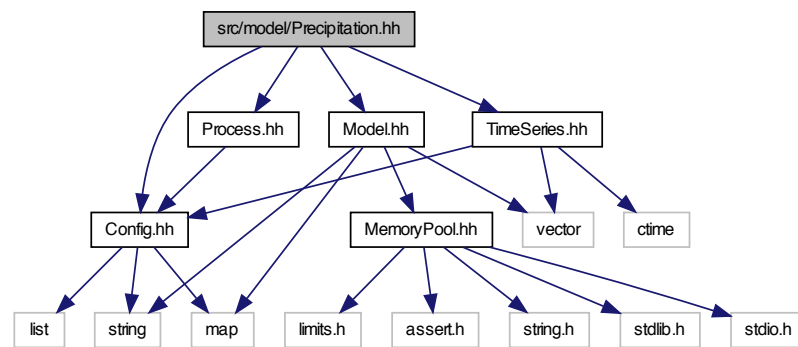 src/model/Precipitation.hh
Process.hh
Model.hh
TimeSeries.hh
Config.hh
MemoryPool.hh
vector
ctime
list
string
map
limits.h
assert.h
string.h
stdlib.h
stdio.h